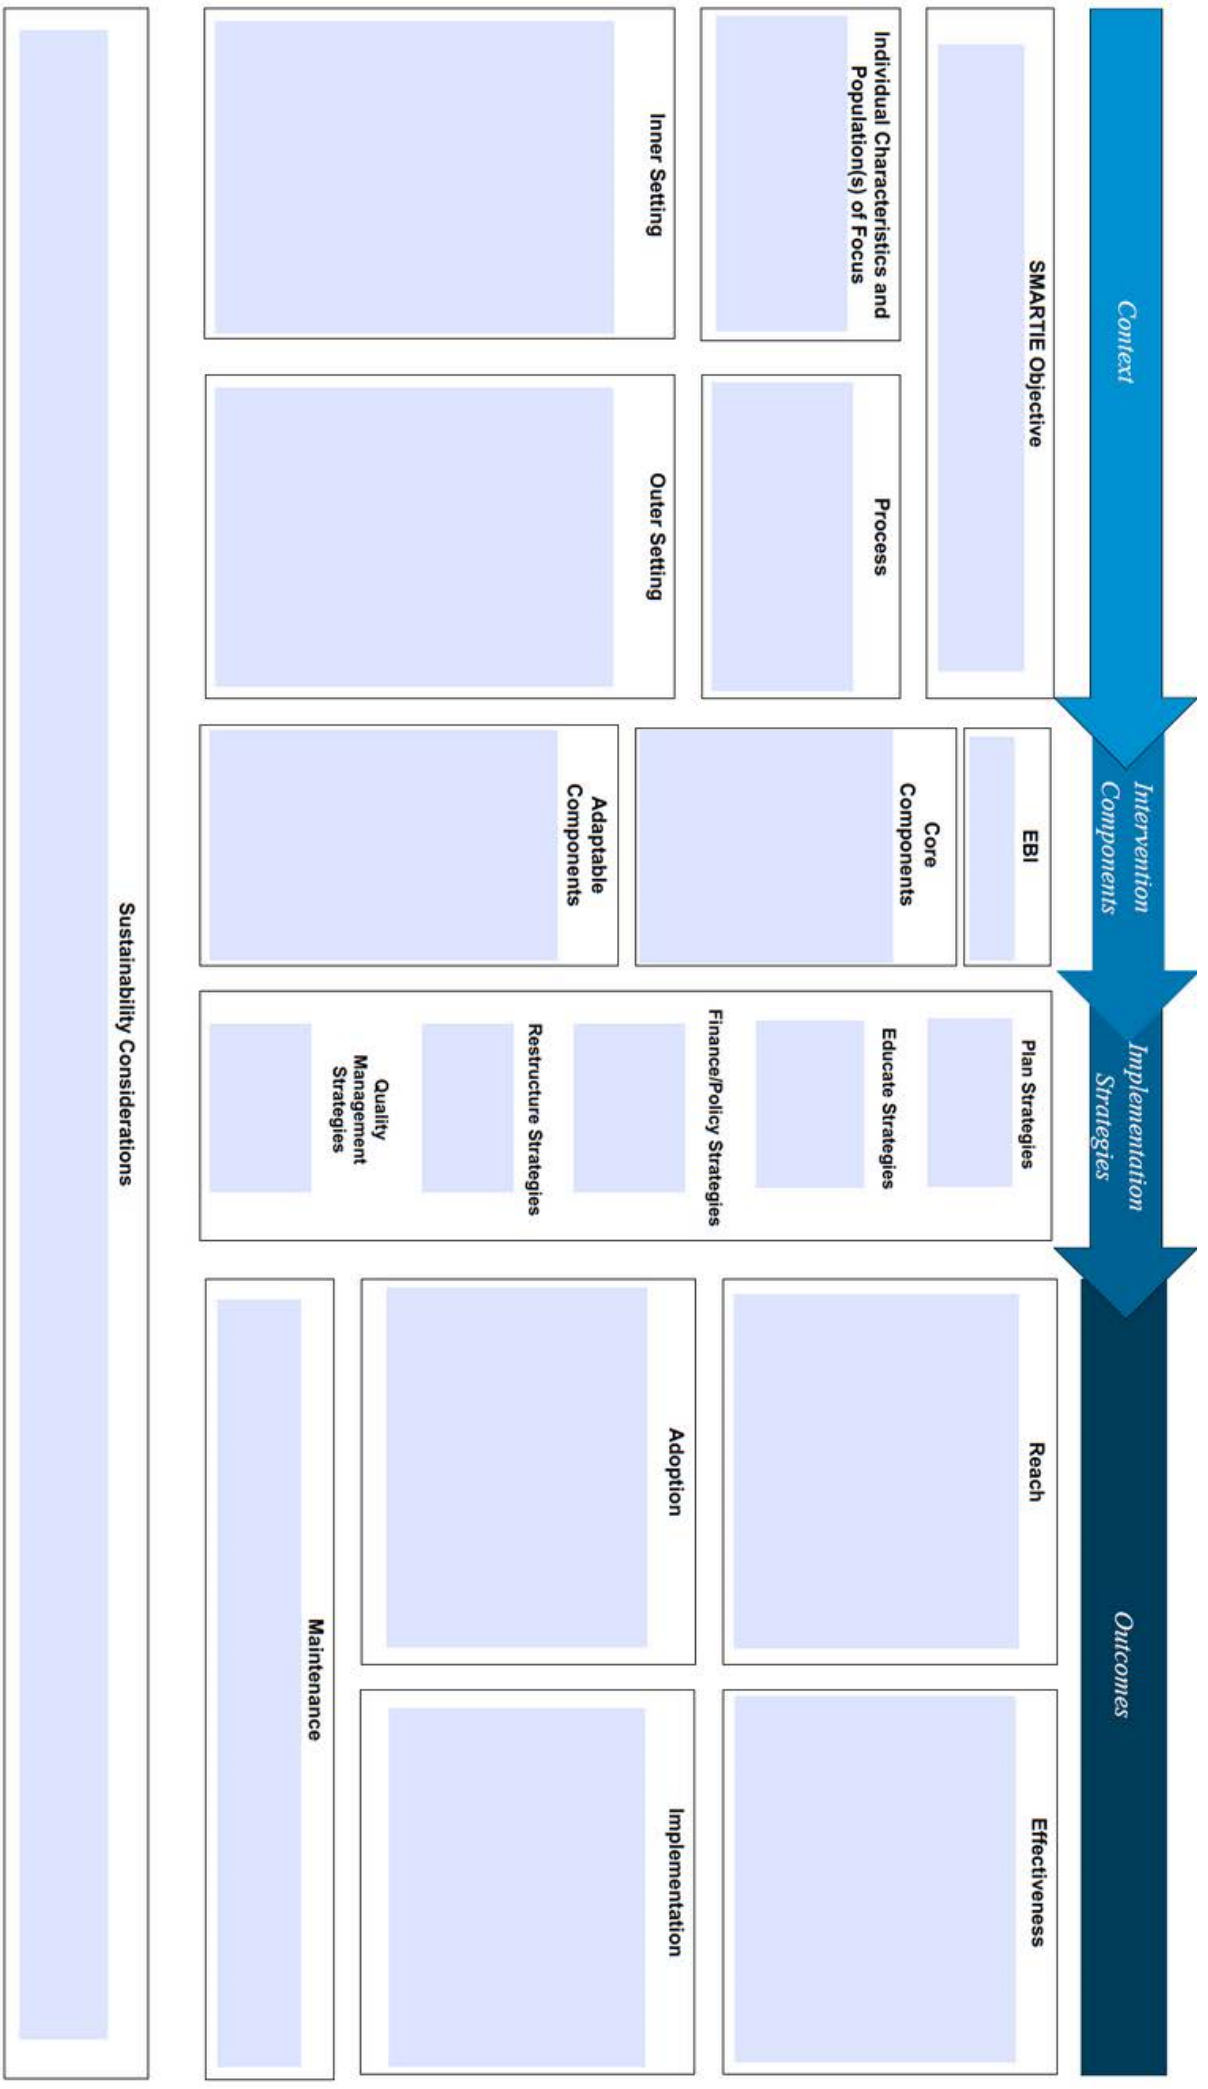 Context
Intervention
Components
Implementation
Strategies
Outcomes
SMARTIE Objective
Individual Characteristics and
Population(s) of Focus
Process
Inner Setting
Outer Setting
EBI
Core
Components
Adaptable
Components
Plan Strategies
Educate Strategies
Finance/Policy Strategies
Restructure Strategies
Quality
Management
Strategies
Reach
Effectiveness
Adoption
Implementation
Maintenance
Sustainability Considerations